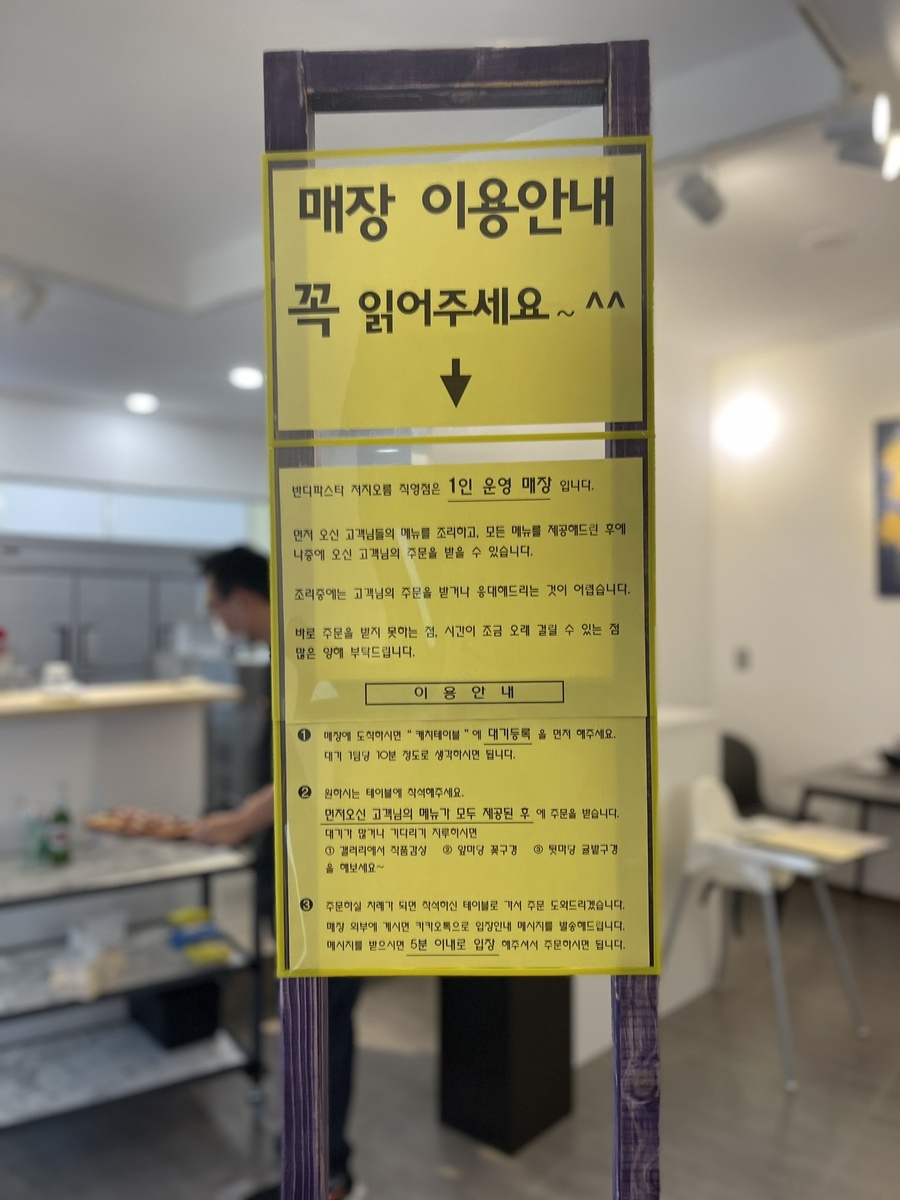 매장 이용안내
꼭 읽어주세요~^^
반디파스타 저지오름 직영점은 1인 운영 매장 입니다.
먼저 오신 고객님들의 메뉴를 조리하고, 모든 메뉴를 제공해드린 후에
나중에 오신 고객님의 주문을 받을 수 있습니다.
조리중에는 고객님의 주문을 받거나 응대해드리는 것이 어렵습니다.
바로 주문을 받지 못하는 점, 시간이 조금 오래 걸릴 수 있는 점
많은 양해 부탁드립니다.
이 용 안 내
❶ 매장에 도착하시면 "캐치테이블"에 대기등록 을 먼저 해주세요.
대기 1팀당 10분 정도로 생각하시면 됩니다.
❷ 원하시는 테이블에 착석해주세요.
먼저오신 고객님의 메뉴가 모두 제공된 후 에 주문을 받습니다.
대기가 많거나 기다리기 지루하시면
① 갤러리에서 작품감상 ② 앞마당 꽃구경 ③ 뒷마당 귤밭구경
을 해보세요~
❸ 주문하실 차례가 되면 착석하신 테이블로 가서 주문 도와드리겠습니다.
매장 외부에 계시면 카카오톡으로 입장안내 메시지를 발송해드립니다.
메시지를 받으시면 5분 이내로 입장 해주셔서 주문하시면 됩니다.